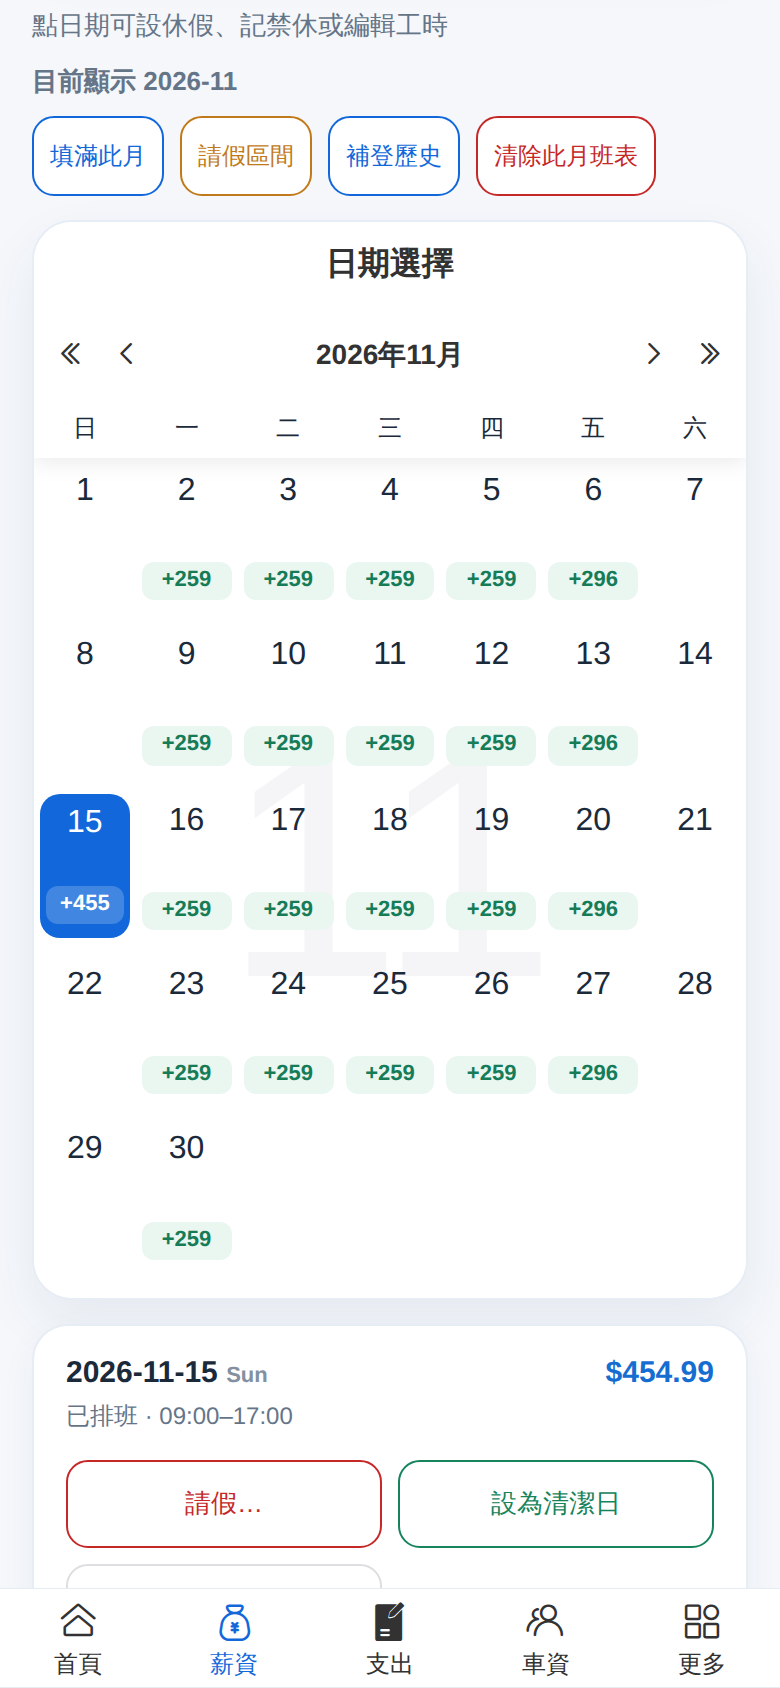 點日期可設休假、記禁休或編輯工時
目前顯示 2026-11
填滿此月 請假區間 補登歷史 清除此月班表
日期選擇
2026年11月
日 一 二 三 四 五 六
1 2 3 4 5 6 7
+259 +259 +259 +259 +296
8 9 10 11 12 13 14
+259 +259 +259 +259 +296
11
15 16 17 18 19 20 21
+455 +259 +259 +259 +259 +296
22 23 24 25 26 27 28
+259 +259 +259 +259 +296
29 30
+259
2026-11-15 Sun $454.99
已排班 · 09:00–17:00
請假… 設為清潔日
首頁 薪資 支出 車資 更多